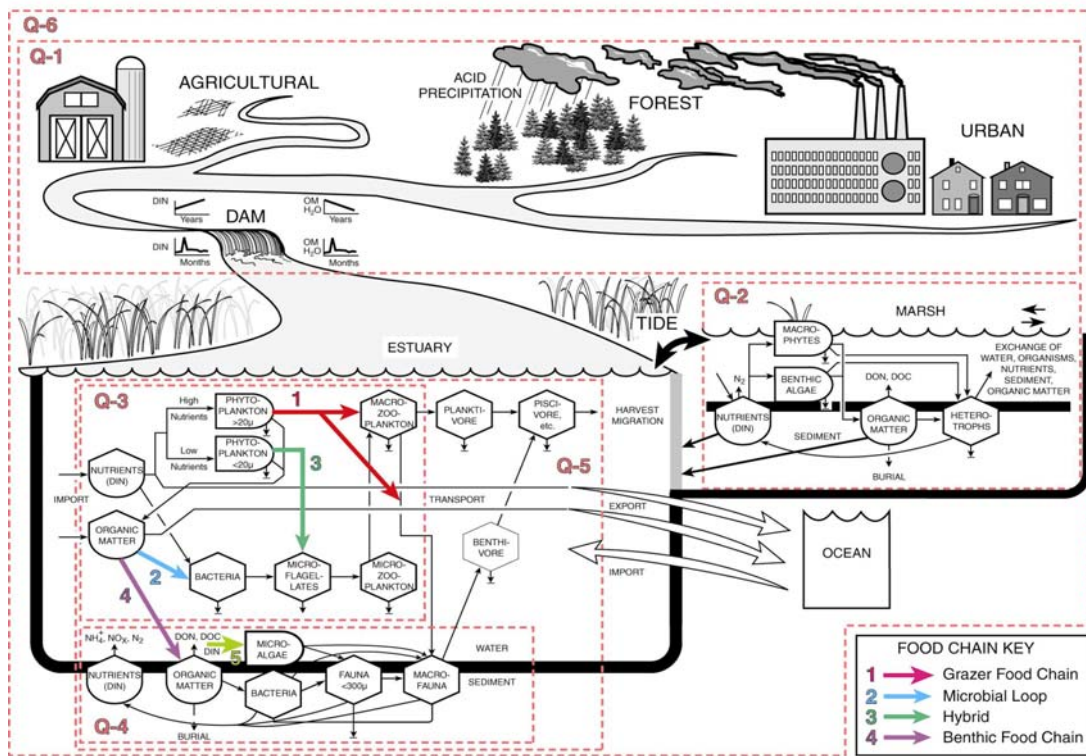 Q-6
Q-1
AGRICULTURAL
ACID
PRECIPITATION
FOREST
URBAN
DIN
Years
OM
H₂O
Years
DAM
DIN
Months
OM
H₂O
Months
TIDE
ESTUARY
Q-2
MARSH
MACRO-
PHYTES
EXCHANGE OF
WATER, ORGANISMS,
NUTRIENTS,
SEDIMENT,
ORGANIC MATTER
N₂
BENTHIC
ALGAE
DON, DOC
NUTRIENTS
(DIN)
SEDIMENT
ORGANIC
MATTER
HETERO-
TROPHS
BURIAL
Q-3
High
Nutrients
PHYTO-
PLANKTON
>20µ
1
MACRO-
ZOO-
PLANKTON
PLANKTI-
VORE
PISCI-
VORE,
etc.
HARVEST
MIGRATION
Low
Nutrients
PHYTO-
PLANKTON
<20µ
3
Q-5
NUTRIENTS
(DIN)
IMPORT
TRANSPORT
EXPORT
ORGANIC
MATTER
BENTHI-
VORE
OCEAN
2
BACTERIA
MICRO-
FLAGEL-
LATES
MICRO-
ZOO-
PLANKTON
IMPORT
4
NH₄⁺, NOₓ, N₂
DON, DOC
DIN
5
MICRO-
ALGAE
WATER
NUTRIENTS
(DIN)
ORGANIC
MATTER
BACTERIA
FAUNA
<300µ
MACRO-
FAUNA
SEDIMENT
Q-4
BURIAL
FOOD CHAIN KEY
1 Grazer Food Chain
2 Microbial Loop
3 Hybrid
4 Benthic Food Chain